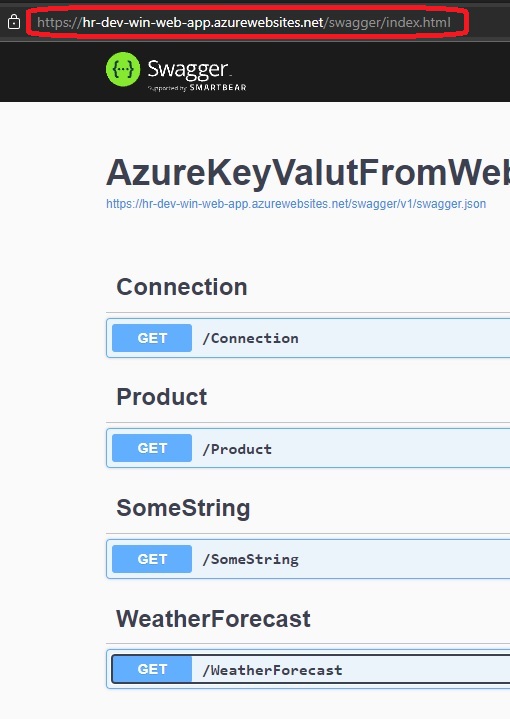 https://hr-dev-win-web-app.azurewebsites.net/swagger/index.html
{...} Swagger
Supported by SMARTBEAR
AzureKeyValutFromWeb
https://hr-dev-win-web-app.azurewebsites.net/swagger/v1/swagger.json
Connection
GET /Connection
Product
GET /Product
SomeString
GET /SomeString
WeatherForecast
GET /WeatherForecast